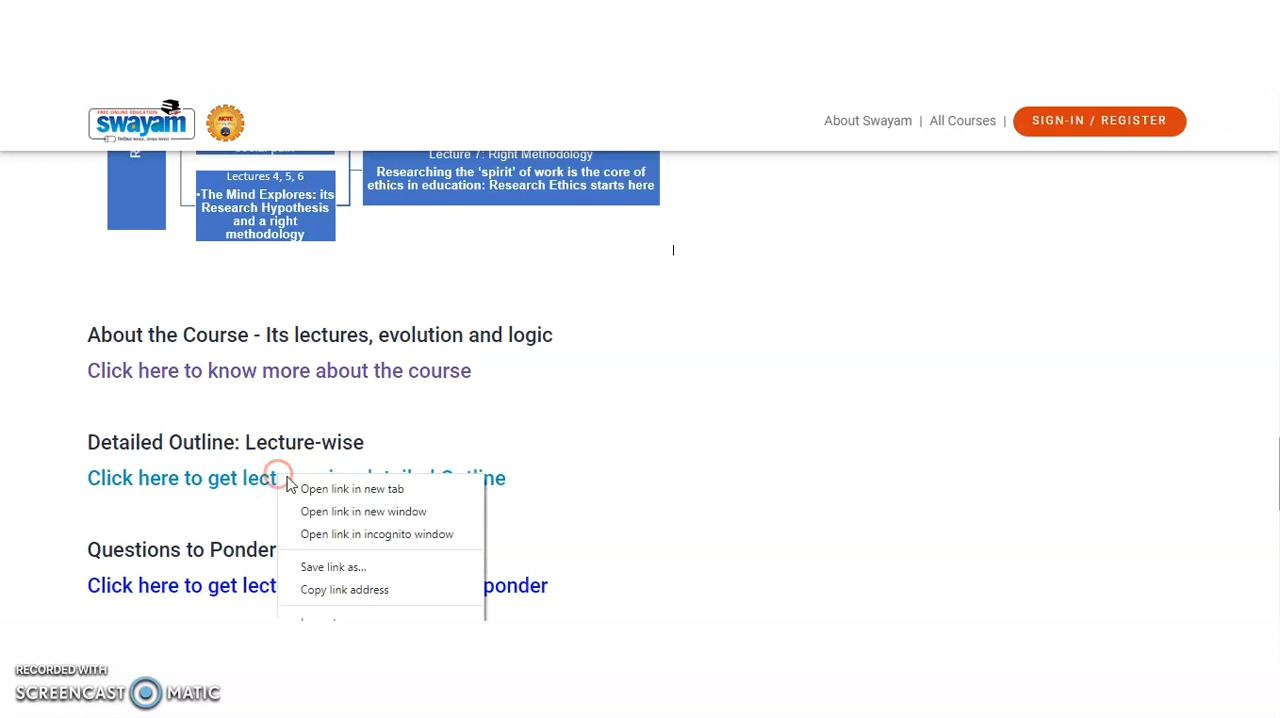 FREE ONLINE EDUCATION
swayam
AICTE
About Swayam | All Courses |
SIGN-IN / REGISTER
Lecture 7: Right Methodology
Researching the ‘spirit’ of work is the core of
ethics in education: Research Ethics starts here
Lectures 4, 5, 6
•The Mind Explores: its
Research Hypothesis
and a right
methodology
About the Course - Its lectures, evolution and logic
Click here to know more about the course
Detailed Outline: Lecture-wise
Click here to get lect
Open link in new tab
Open link in new window
Open link in incognito window
Save link as...
Copy link address
Questions to Ponder
Click here to get lect ponder
RECORDED WITH
SCREENCAST MATIC